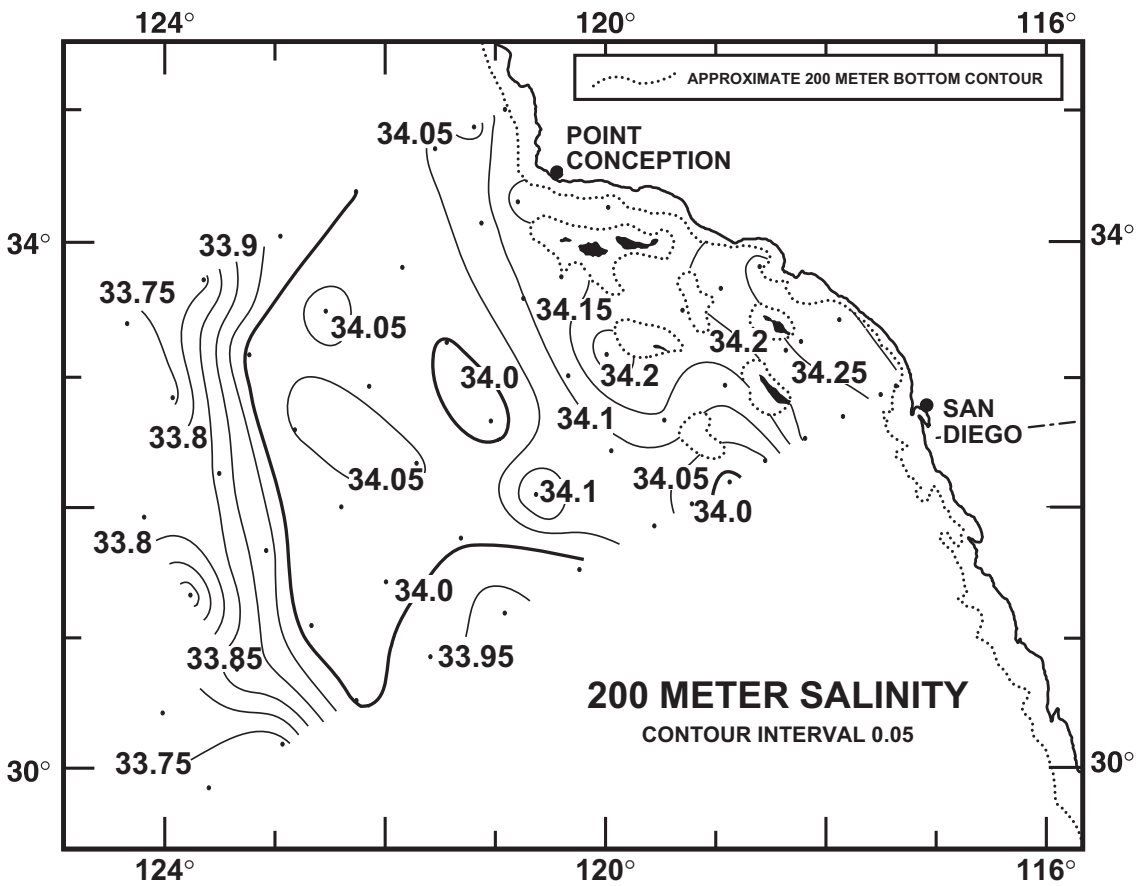 124° 120° 116°
APPROXIMATE 200 METER BOTTOM CONTOUR
34.05
POINT
CONCEPTION
34° 34°
33.9
33.75
34.15
34.05
34.2
34.2
34.25
34.0
34.1
33.8
SAN
DIEGO
34.05
34.05
34.1
34.0
33.8
34.0
33.85
33.95
200 METER SALINITY
CONTOUR INTERVAL 0.05
33.75
30° 30°
124° 120° 116°